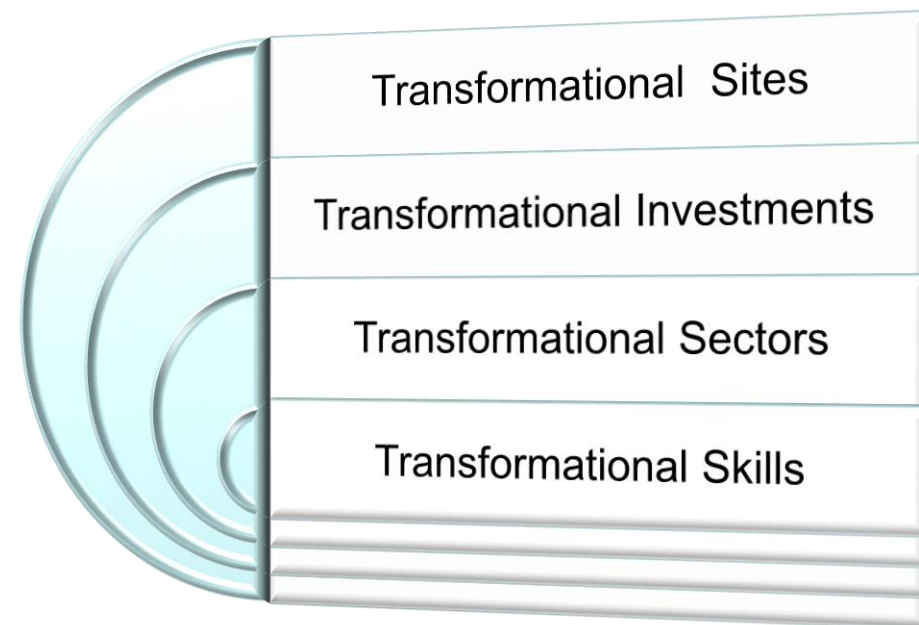 Transformational  Sites
Transformational Investments
Transformational Sectors
Transformational Skills